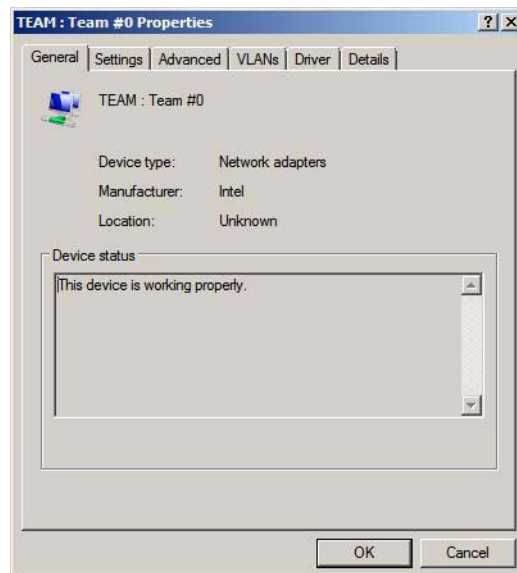 TEAM : Team #0 Properties
General Settings Advanced VLANs Driver Details
TEAM : Team #0
Device type: Network adapters
Manufacturer: Intel
Location: Unknown
Device status
This device is working properly.
OK Cancel